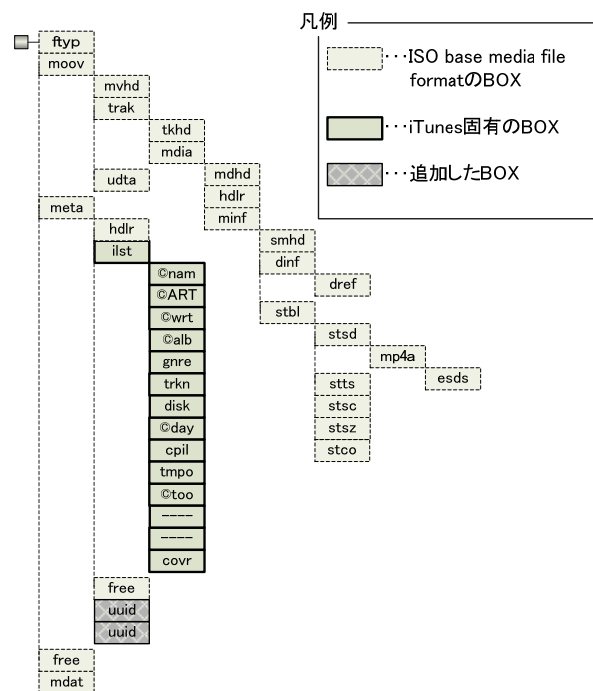 凡例
ftyp
moov
･･･ISO base media file
formatのBOX
mvhd
trak
tkhd
･･･iTunes固有のBOX
mdia
udta
mdhd
･･･追加したBOX
hdlr
meta
minf
hdlr
smhd
ilst
dinf
©nam
dref
©ART
©wrt
stbl
©alb
stsd
gnre
mp4a
trkn
stts
esds
disk
stsc
©day
stsz
cpil
stco
tmpo
©too
----
----
covr
free
uuid
uuid
free
mdat